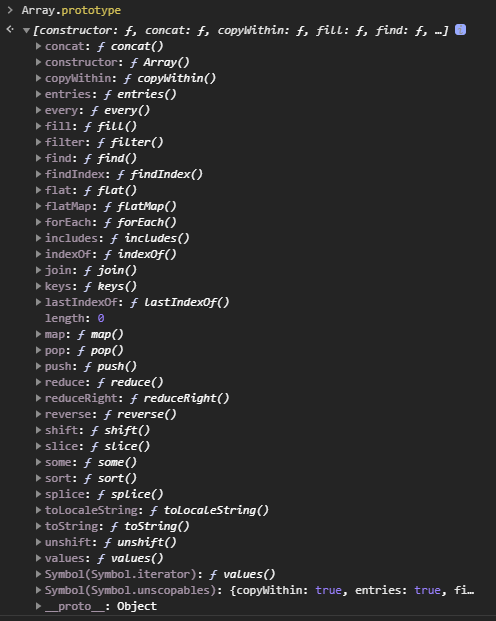 > Array.prototype
[constructor: ƒ, concat: ƒ, copyWithin: ƒ, fill: ƒ, find: ƒ, …] i
concat: ƒ concat()
constructor: ƒ Array()
copyWithin: ƒ copyWithin()
entries: ƒ entries()
every: ƒ every()
fill: ƒ fill()
filter: ƒ filter()
find: ƒ find()
findIndex: ƒ findIndex()
flat: ƒ flat()
flatMap: ƒ flatMap()
forEach: ƒ forEach()
includes: ƒ includes()
indexOf: ƒ indexOf()
join: ƒ join()
keys: ƒ keys()
lastIndexOf: ƒ lastIndexOf()
length: 0
map: ƒ map()
pop: ƒ pop()
push: ƒ push()
reduce: ƒ reduce()
reduceRight: ƒ reduceRight()
reverse: ƒ reverse()
shift: ƒ shift()
slice: ƒ slice()
some: ƒ some()
sort: ƒ sort()
splice: ƒ splice()
toLocaleString: ƒ toLocaleString()
toString: ƒ toString()
unshift: ƒ unshift()
values: ƒ values()
Symbol(Symbol.iterator): ƒ values()
Symbol(Symbol.unscopables): {copyWithin: true, entries: true, fi…
__proto__: Object